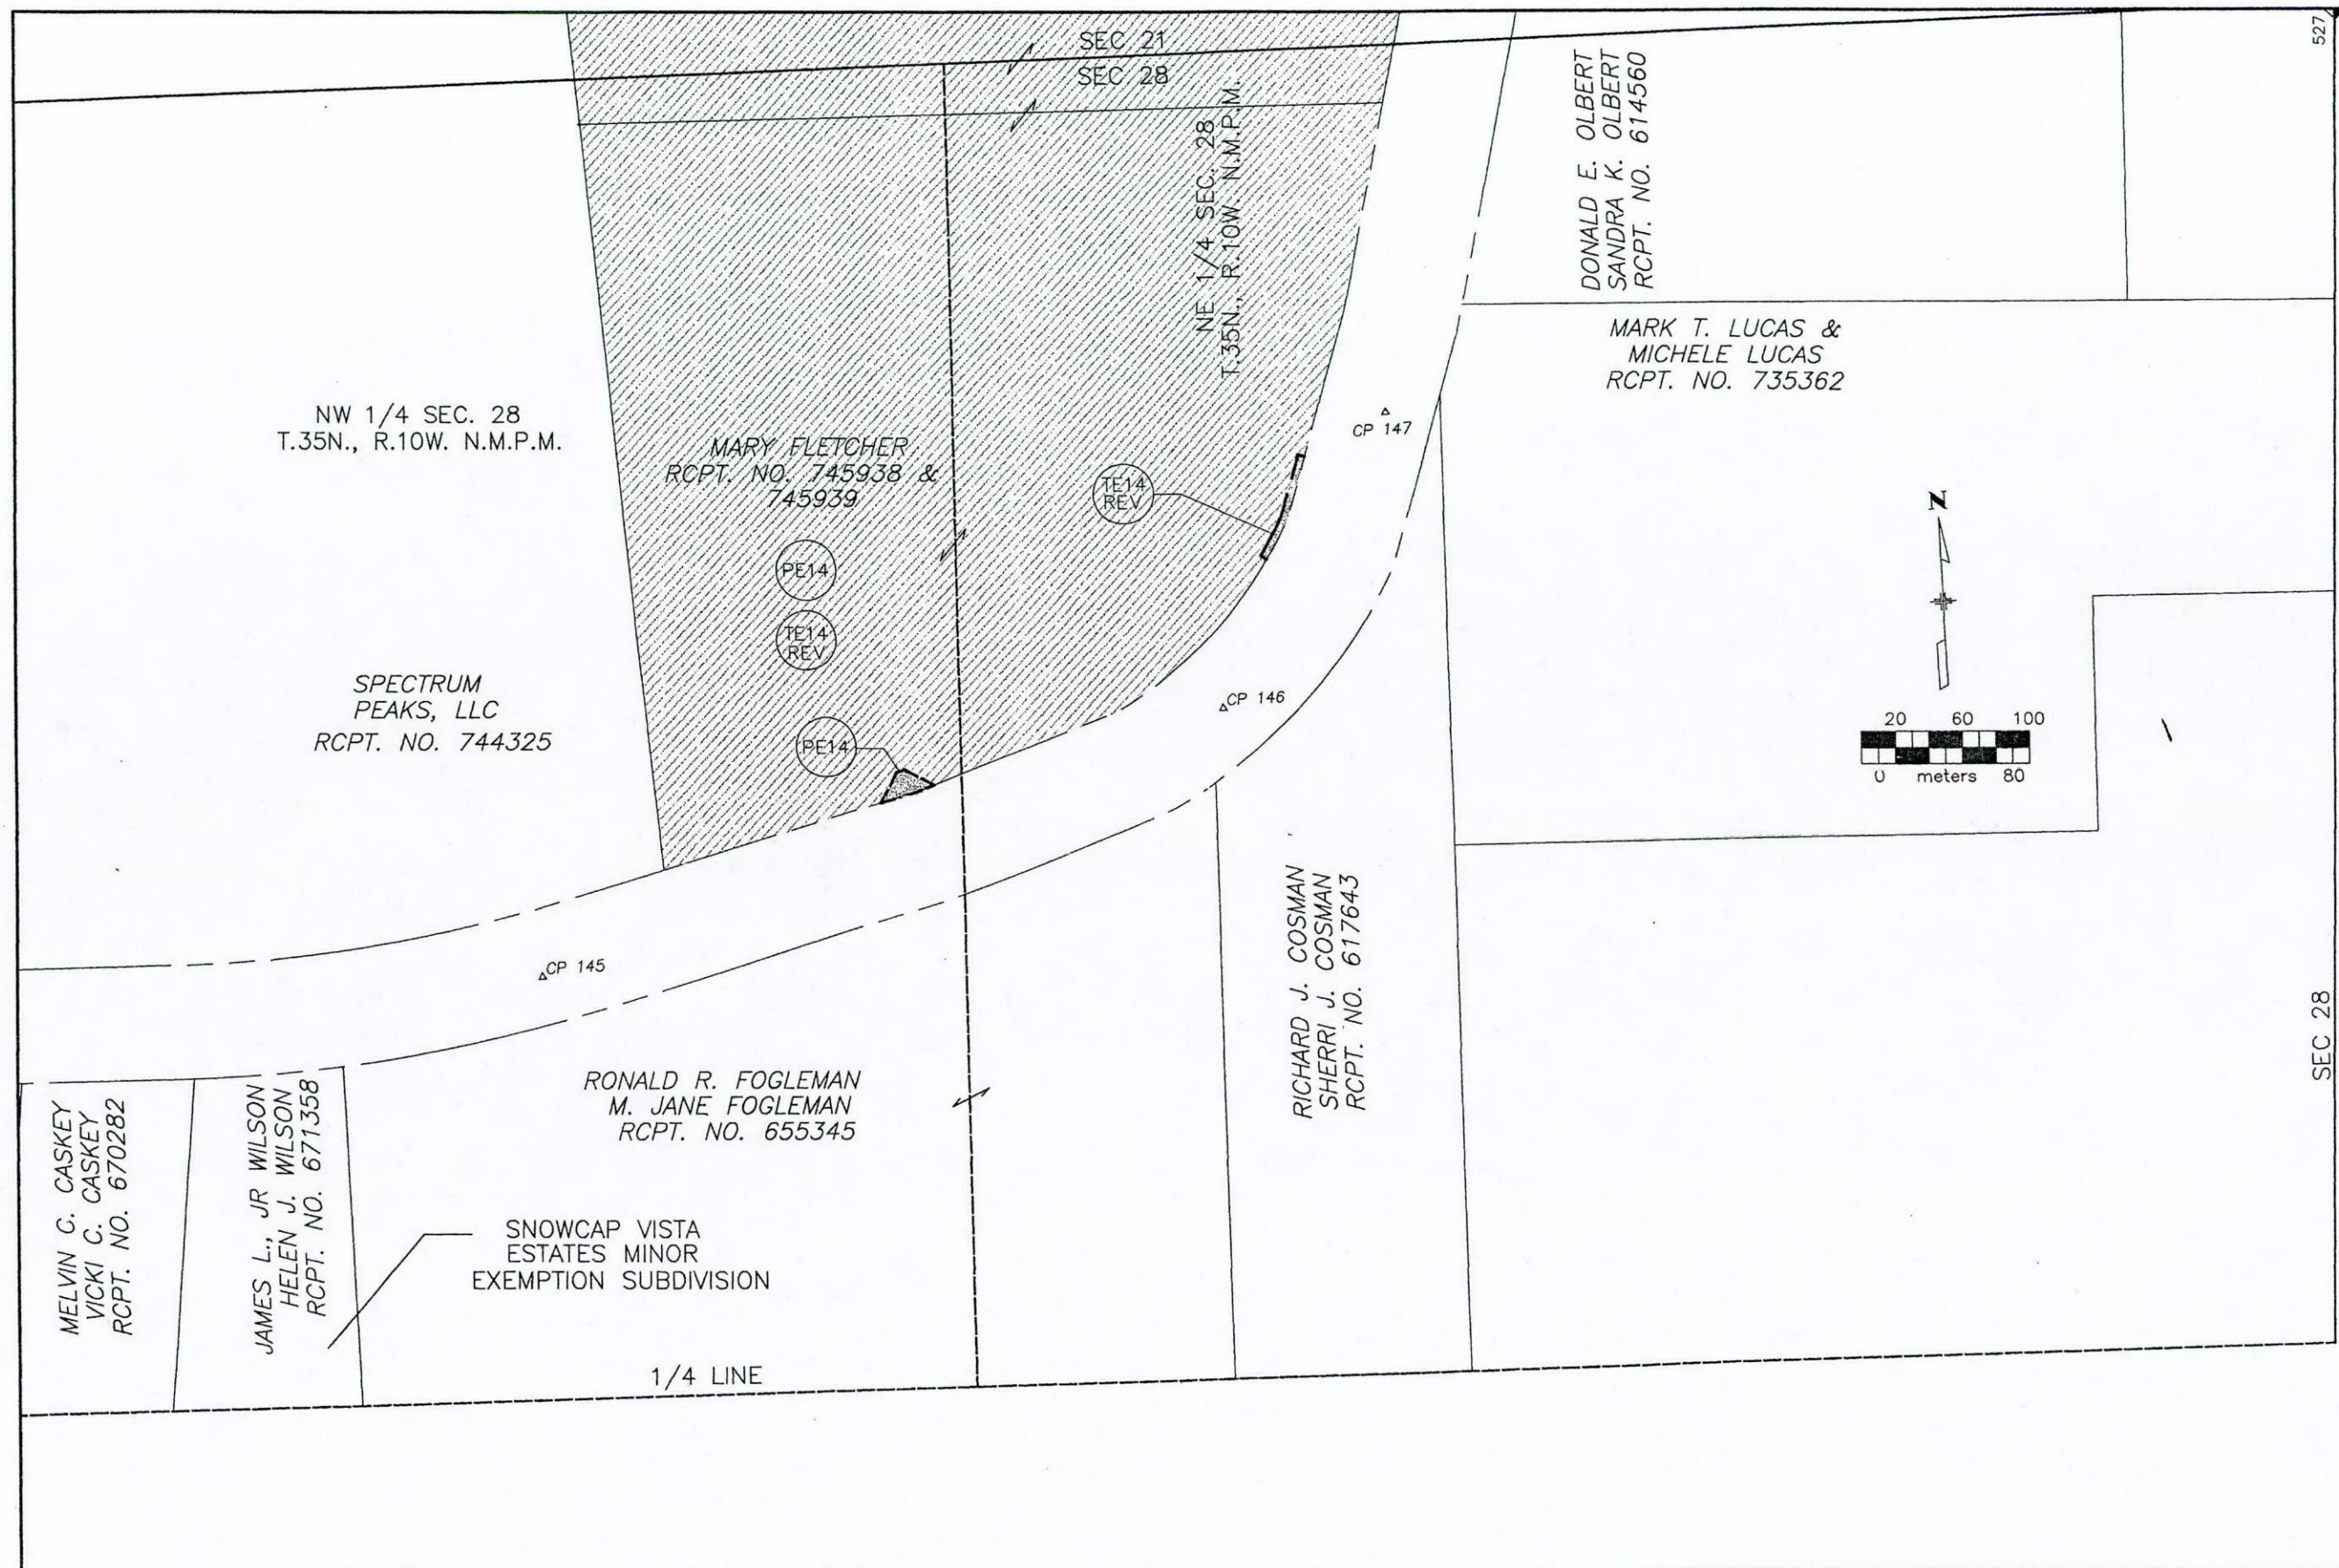 SEC 21
SEC 28
527
NE 1/4 SEC. 28
T.35N., R.10W. N.M.P.M.
DONALD E. OLBERT
SANDRA K. OLBERT
RCPT. NO. 614560
MARK T. LUCAS &
MICHELE LUCAS
RCPT. NO. 735362
NW 1/4 SEC. 28
T.35N., R.10W. N.M.P.M.
MARY FLETCHER
RCPT. NO. 745938 &
745939
CP 147
TE14
REV
PE14
TE14
REV
PE14
N
SPECTRUM
PEAKS, LLC
RCPT. NO. 744325
CP 146
20 60 100
0 meters 80
CP 145
RICHARD J. COSMAN
SHERRI J. COSMAN
RCPT. NO. 617643
SEC 28
RONALD R. FOGLEMAN
M. JANE FOGLEMAN
RCPT. NO. 655345
MELVIN C. CASKEY
VICKI C. CASKEY
RCPT. NO. 670282
JAMES L., JR WILSON
HELEN J. WILSON
RCPT. NO. 671358
SNOWCAP VISTA
ESTATES MINOR
EXEMPTION SUBDIVISION
1/4 LINE